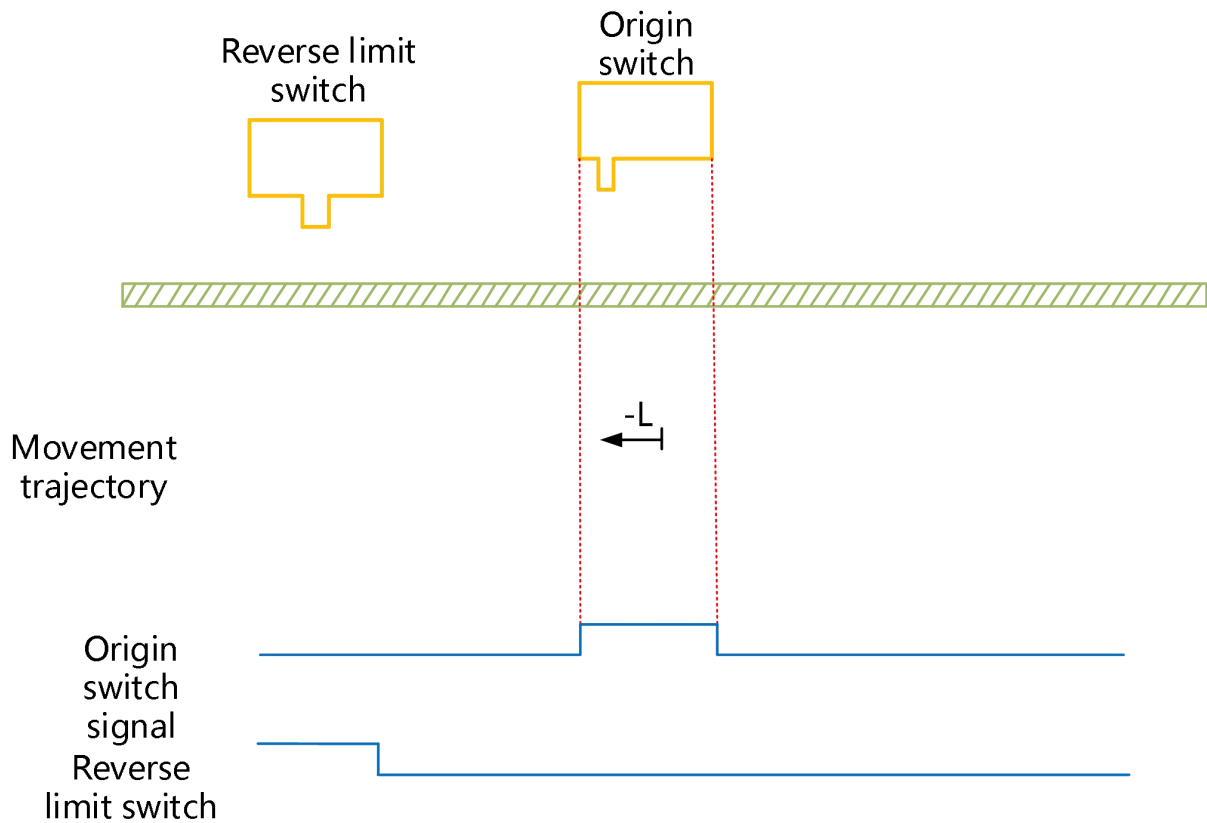 Reverse limit
switch
Origin
switch
-L
Movement
trajectory
Origin
switch
signal
Reverse
limit switch